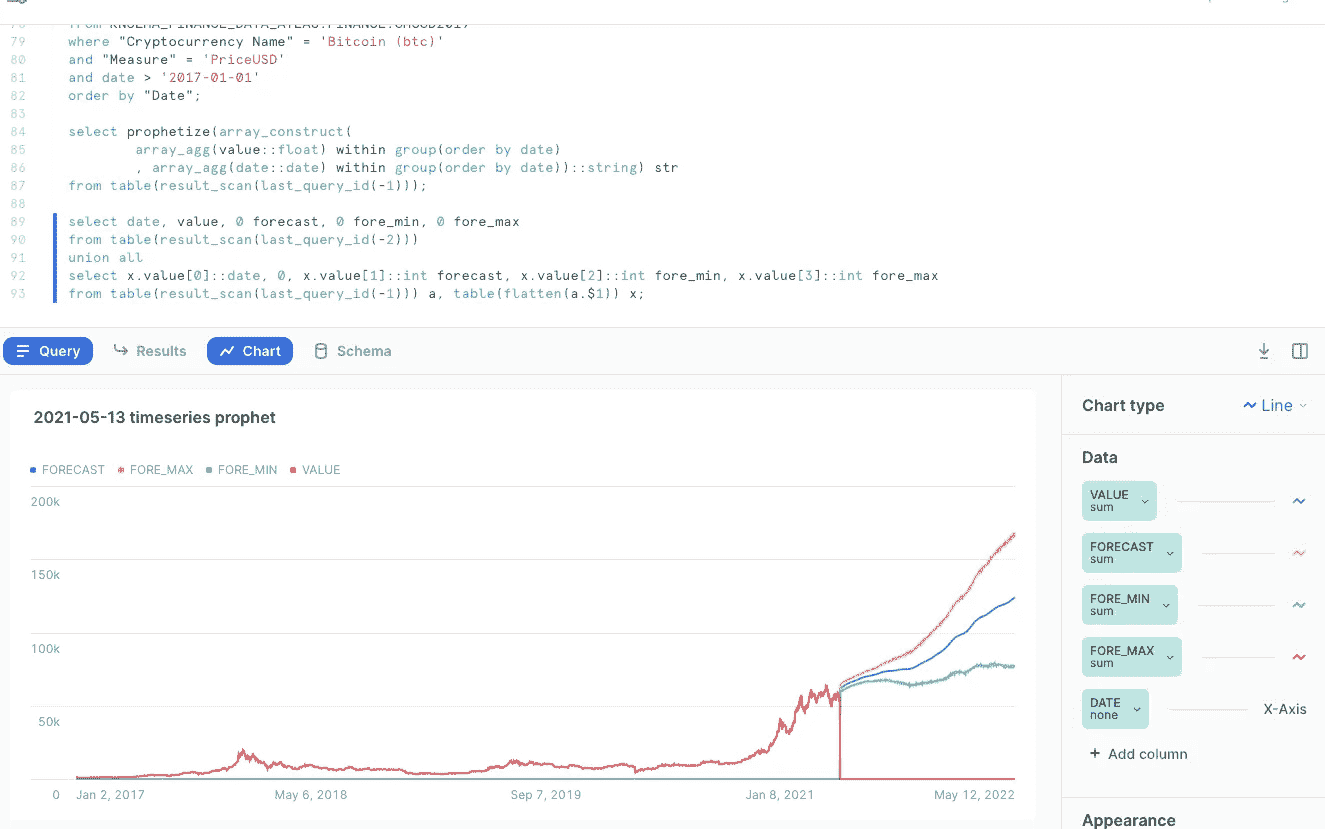 79 where "Cryptocurrency Name" = 'Bitcoin (btc)'
80 and "Measure" = 'PriceUSD'
81 and date > '2017-01-01'
82 order by "Date";
83
84 select prophetize(array_construct(
85 array_agg(value::float) within group(order by date)
86 , array_agg(date::date) within group(order by date))::string) str
87 from table(result_scan(last_query_id(-1)));
88
89 select date, value, 0 forecast, 0 fore_min, 0 fore_max
90 from table(result_scan(last_query_id(-2)))
91 union all
92 select x.value[0]::date, 0, x.value[1]::int forecast, x.value[2]::int fore_min, x.value[3]::int fore_max
93 from table(result_scan(last_query_id(-1))) a, table(flatten(a.$1)) x;
Query Results Chart Schema
2021-05-13 timeseries prophet
FORECAST FORE_MAX FORE_MIN VALUE
200k
150k
100k
50k
0 Jan 2, 2017 May 6, 2018 Sep 7, 2019 Jan 8, 2021 May 12, 2022
Chart type Line
Data
VALUE
sum
FORECAST
sum
FORE_MIN
sum
FORE_MAX
sum
DATE
none
X-Axis
+ Add column
Appearance